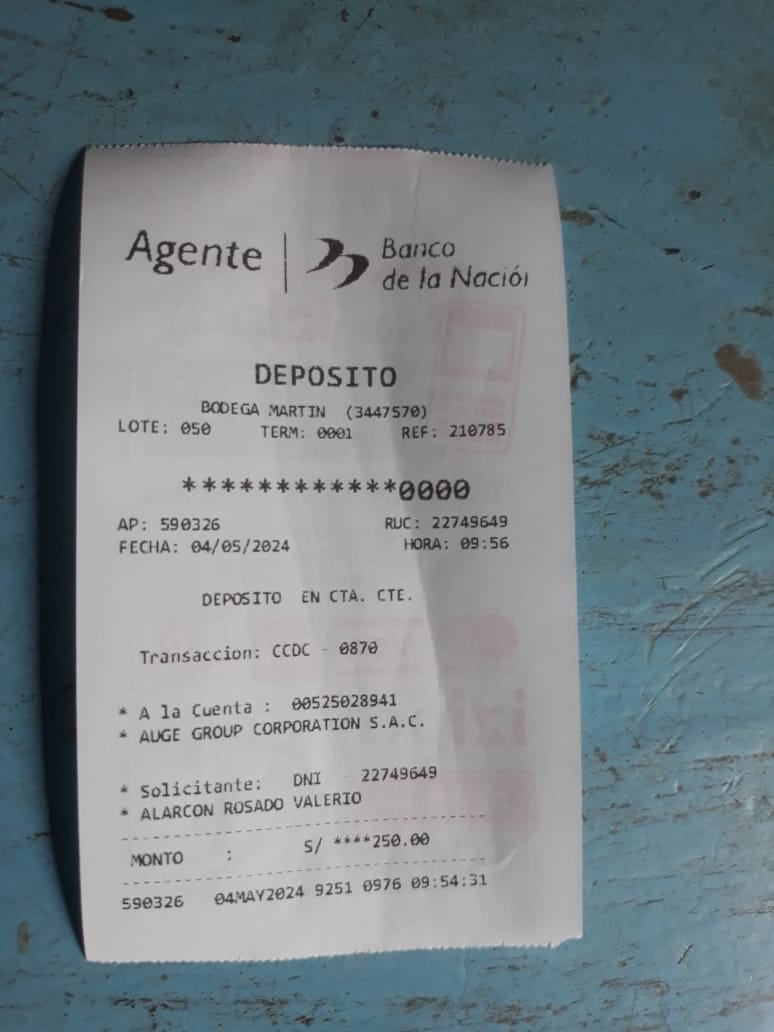 Agente
Banco
de la Nación
DEPOSITO
BODEGA MARTIN (3447570)
LOTE: 050 TERM: 0001 REF: 210785
************0000
AP: 590326 RUC: 22749649
FECHA: 04/05/2024 HORA: 09:56
DEPOSITO EN CTA. CTE.
Transaccion: CCDC - 0870
* A la Cuenta : 00525028941
* AUGE GROUP CORPORATION S.A.C.
* Solicitante: DNI - 22749649
* ALARCON ROSADO VALERIO
MONTO : S/ ****250.00
590326 04MAY2024 9251 0976 09:54:31